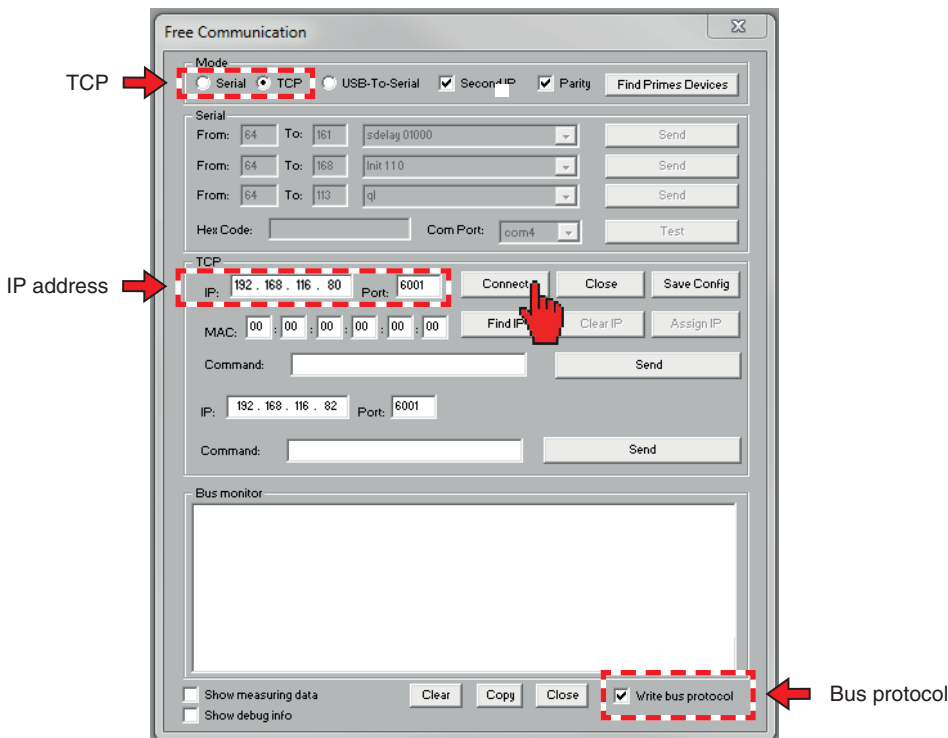 Free Communication
Mode
TCP
Serial TCP USB-To-Serial Second IP Parity Find Primes Devices
Serial
From: 64 To: 161 sdelay 01000 Send
From: 64 To: 168 Init 11 0 Send
From: 64 To: 113 ql Send
Hex Code: Com Port: com4 Test
TCP
IP address
IP: 192 . 168 . 116 . 80 Port: 6001 Connect Close Save Config
MAC: 00 : 00 : 00 : 00 : 00 : 00 Find IP Clear IP Assign IP
Command: Send
IP: 192 . 168 . 116 . 82 Port: 6001
Command: Send
Bus monitor
Show measuring data Clear Copy Close Write bus protocol Bus protocol
Show debug info